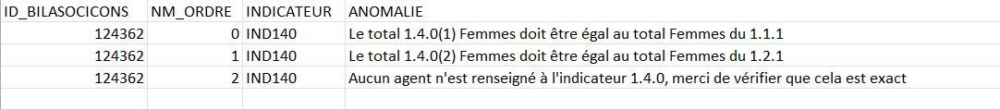 ID_BILASOCICONS NM_ORDRE INDICATEUR ANOMALIE
124362 0 IND140 Le total 1.4.0(1) Femmes doit être égal au total Femmes du 1.1.1
124362 1 IND140 Le total 1.4.0(2) Femmes doit être égal au total Femmes du 1.2.1
124362 2 IND140 Aucun agent n'est renseigné à l'indicateur 1.4.0, merci de vérifier que cela est exact